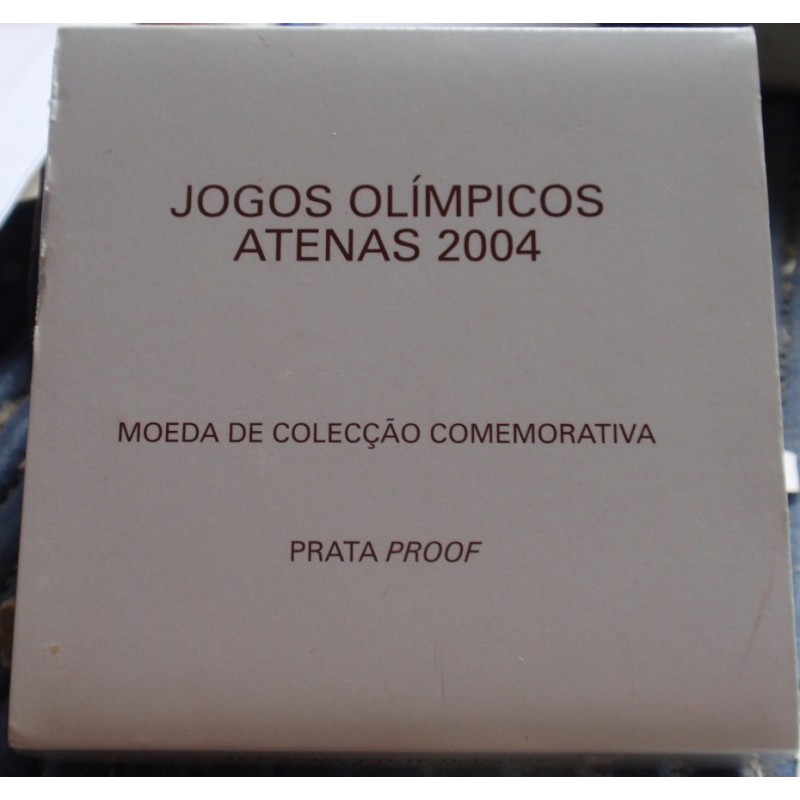 JOGOS OLÍMPICOS
ATENAS 2004
MOEDA DE COLECÇÃO COMEMORATIVA
PRATA PROOF